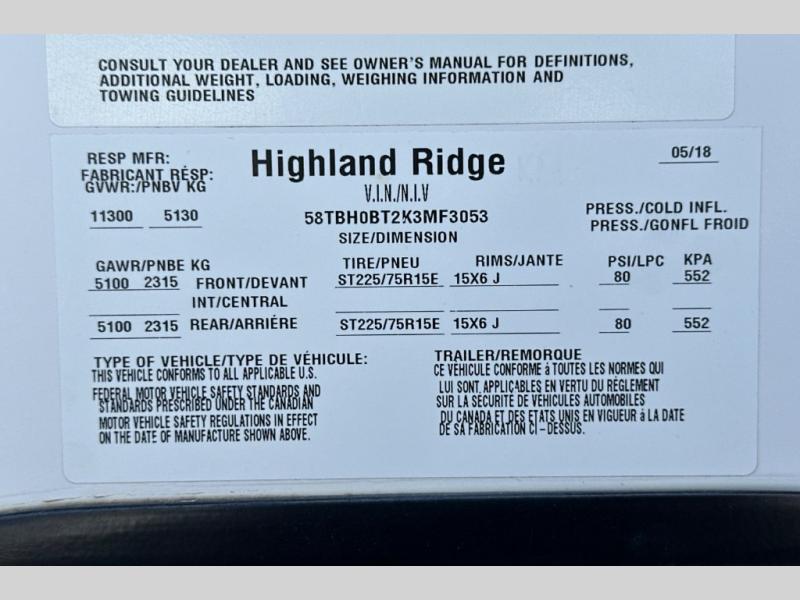 CONSULT YOUR DEALER AND SEE OWNER'S MANUAL FOR DEFINITIONS,
ADDITIONAL WEIGHT, LOADING, WEIGHING INFORMATION AND
TOWING GUIDELINES
RESP MFR: Highland Ridge 05/18
FABRICANT RÉSP:
GVWR:/PNBV KG V.I.N./N.I.V
11300 5130 58TBH0BT2K3MF3053 PRESS./COLD INFL.
SIZE/DIMENSION PRESS./GONFL FROID
GAWR/PNBE KG TIRE/PNEU RIMS/JANTE PSI/LPC KPA
5100 2315 FRONT/DEVANT ST225/75R15E 15X6 J 80 552
INT/CENTRAL
5100 2315 REAR/ARRIÉRE ST225/75R15E 15X6 J 80 552
TYPE OF VEHICLE/TYPE DE VÉHICULE: TRAILER/REMORQUE
THIS VEHICLE CONFORMS TO ALL APPLICABLE U.S.
FEDERAL MOTOR VEHICLE SAFETY STANDARDS AND
STANDARDS PRESCRIBED UNDER THE CANADIAN
MOTOR VEHICLE SAFETY REGULATIONS IN EFFECT
ON THE DATE OF MANUFACTURE SHOWN ABOVE.
CE VÉHICULE CONFORME à TOUTES LES NORMES QUI
LUI SONT APPLICABLES EN VERTU DU RÉGLEMENT
SUR LA SECURITE DE VÉHICULES AUTOMOBILES
DU CANADA ET DES ETATS UNIS EN VIGUEUR à LA DATE
DE SA FABRICATION CI-DESSUS.